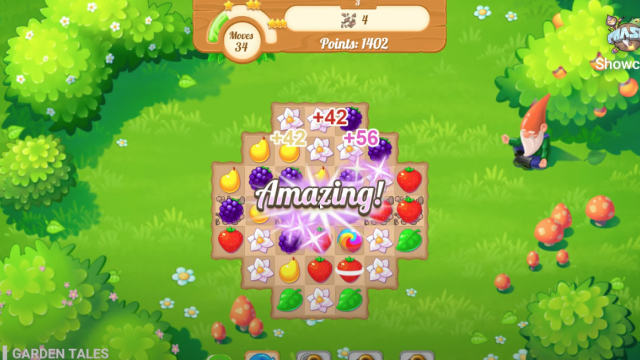 Moves
34
4
Points: 1402
Showc
+42
+42
+56
Amazing!
GARDEN TALES